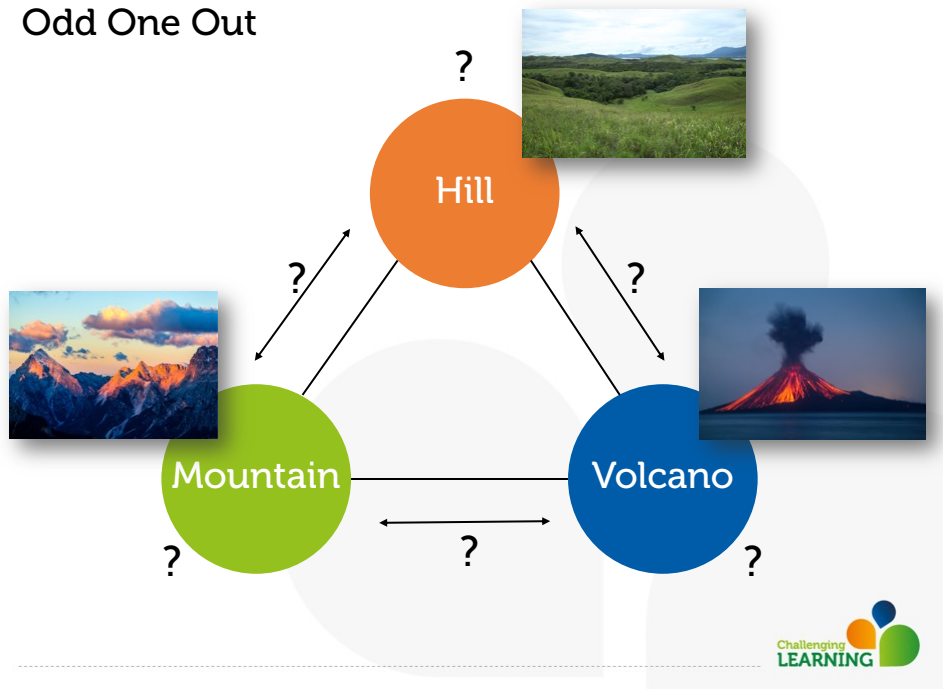 Odd One Out
?
Hill
?
?
Mountain
Volcano
?
?
?
Challenging
LEARNING